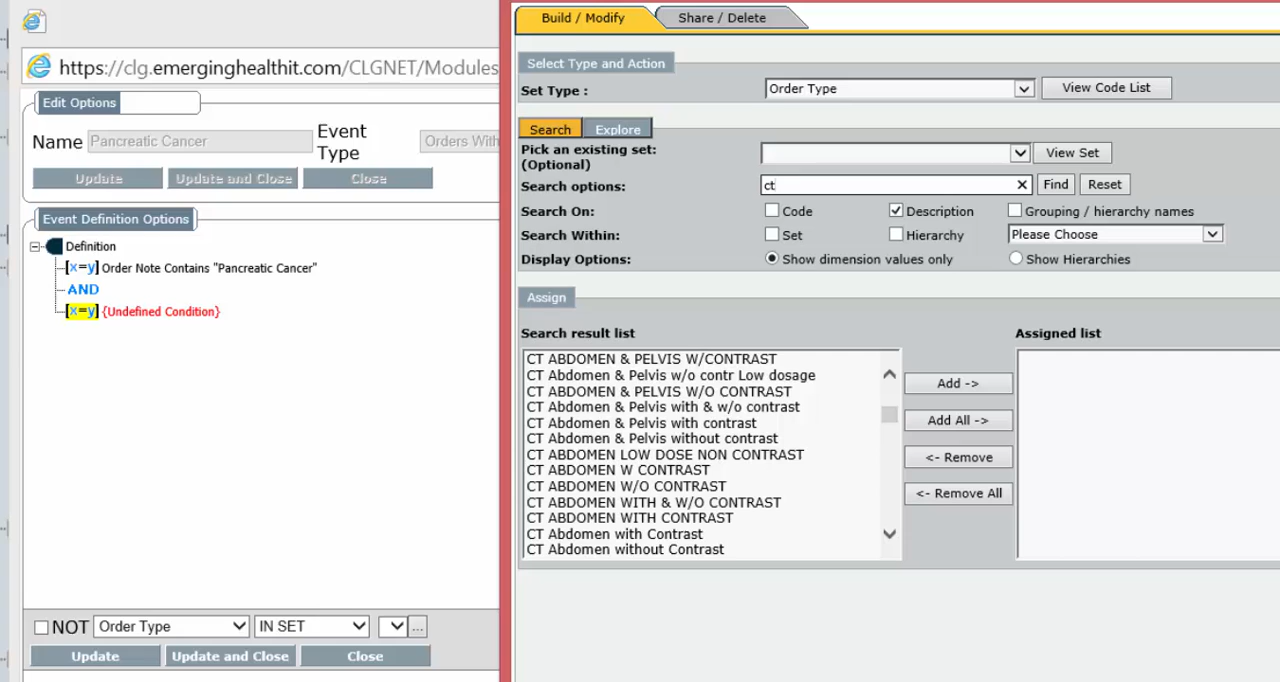 https://clg.emerginghealthit.com/CLGNET/Modules
Edit Options
Name Pancreatic Cancer Event Type Orders With
Update Update and Close Close
Event Definition Options
Definition
[x=y] Order Note Contains "Pancreatic Cancer"
AND
[x=y] {Undefined Condition}
NOT Order Type IN SET ...
Update Update and Close Close
Build / Modify Share / Delete
Select Type and Action
Set Type : Order Type View Code List
Search Explore
Pick an existing set: View Set
(Optional)
Search options: ct Find Reset
Search On: Code Description Grouping / hierarchy names
Search Within: Set Hierarchy Please Choose
Display Options: Show dimension values only Show Hierarchies
Assign
Search result list Assigned list
CT ABDOMEN & PELVIS W/CONTRAST
CT Abdomen & Pelvis w/o contr Low dosage
CT ABDOMEN & PELVIS W/O CONTRAST
CT Abdomen & Pelvis with & w/o contrast
CT Abdomen & Pelvis with contrast
CT Abdomen & Pelvis without contrast
CT ABDOMEN LOW DOSE NON CONTRAST
CT ABDOMEN W CONTRAST
CT ABDOMEN W/O CONTRAST
CT ABDOMEN WITH & W/O CONTRAST
CT ABDOMEN WITH CONTRAST
CT Abdomen with Contrast
CT Abdomen without Contrast
Add ->
Add All ->
<- Remove
<- Remove All